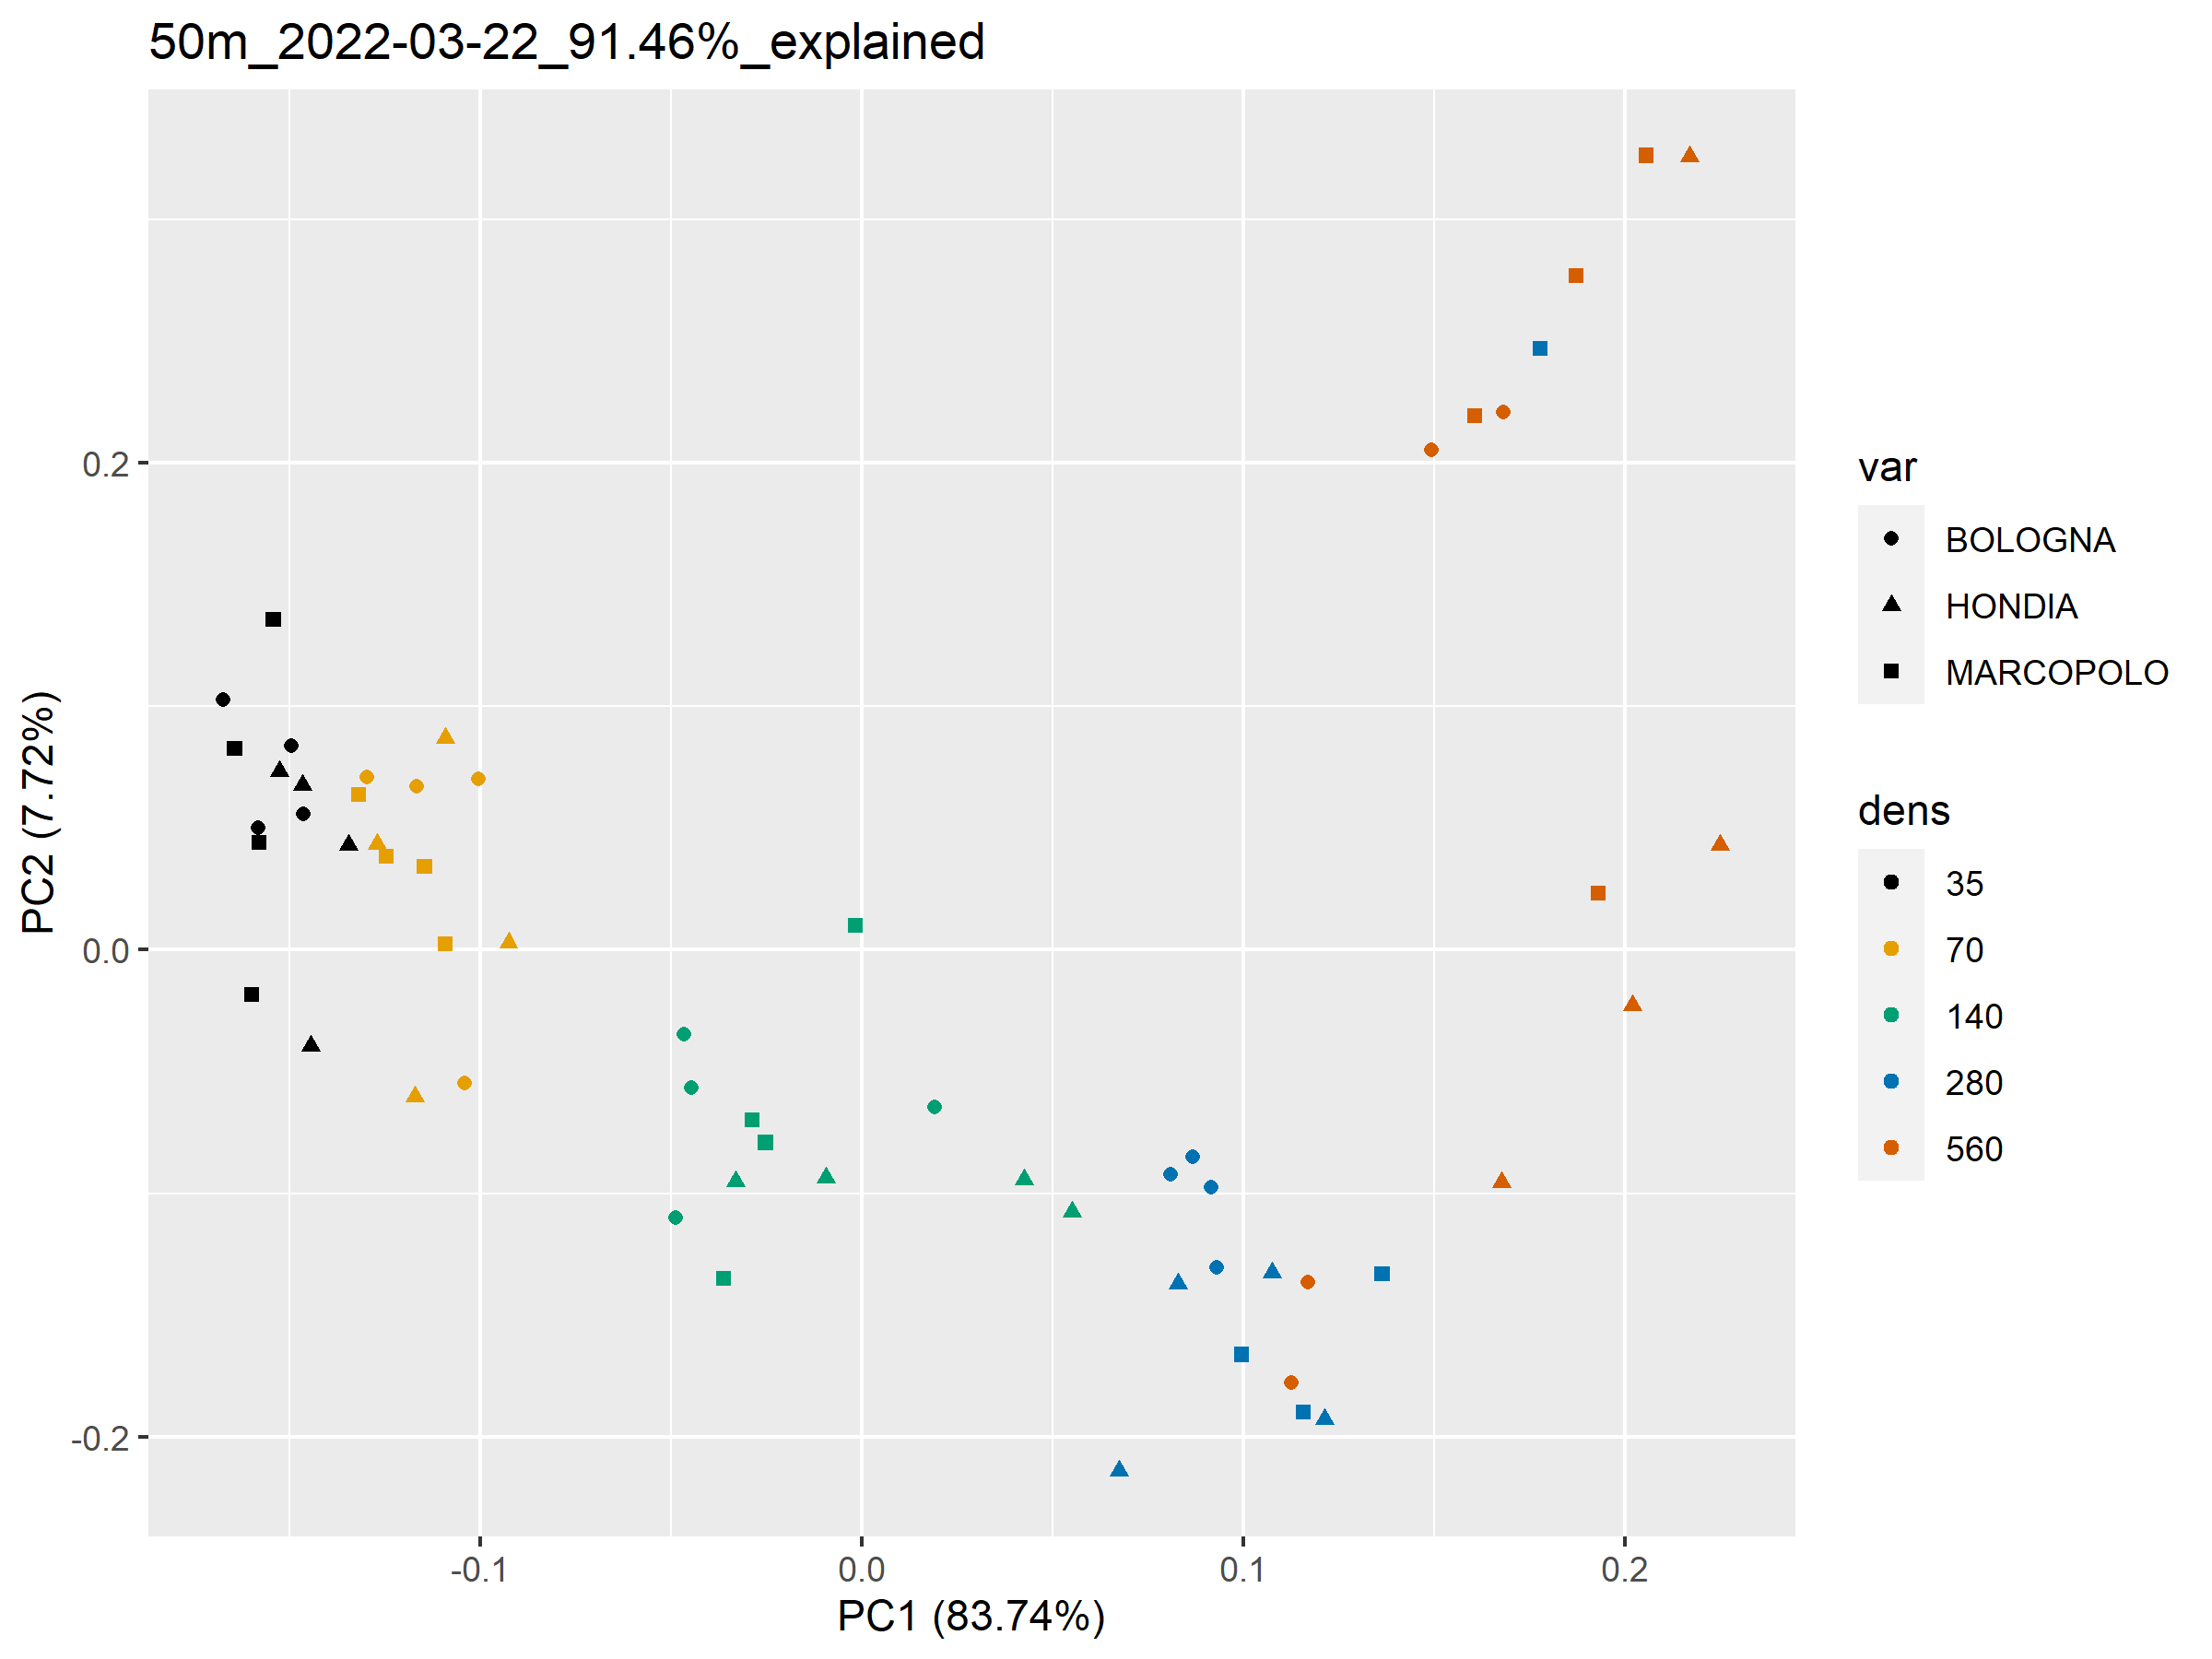 50m_2022-03-22_91.46%_explained
PC2 (7.72%)
0.2
0.0
-0.2
-0.1
0.0
0.1
0.2
PC1 (83.74%)
var
BOLOGNA
HONDIA
MARCOPOLO
dens
35
70
140
280
560